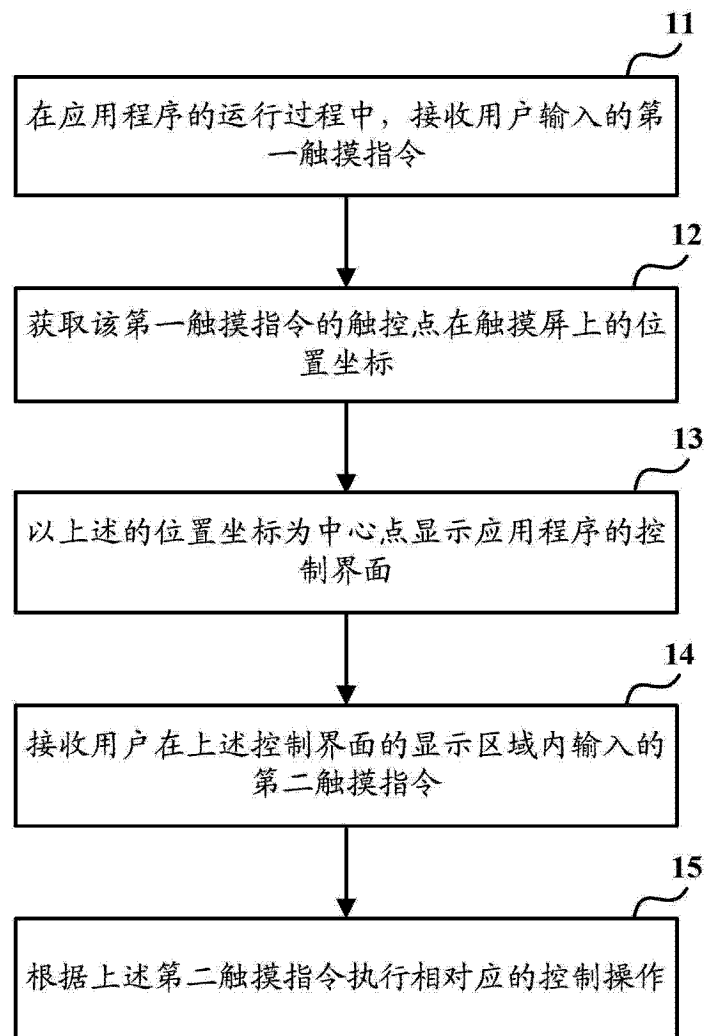 11
在应用程序的运行过程中，接收用户输入的第
一触摸指令
12
获取该第一触摸指令的触控点在触摸屏上的位
置坐标
13
以上述的位置坐标为中心点显示应用程序的控
制界面
14
接收用户在上述控制界面的显示区域内输入的
第二触摸指令
15
根据上述第二触摸指令执行相对应的控制操作